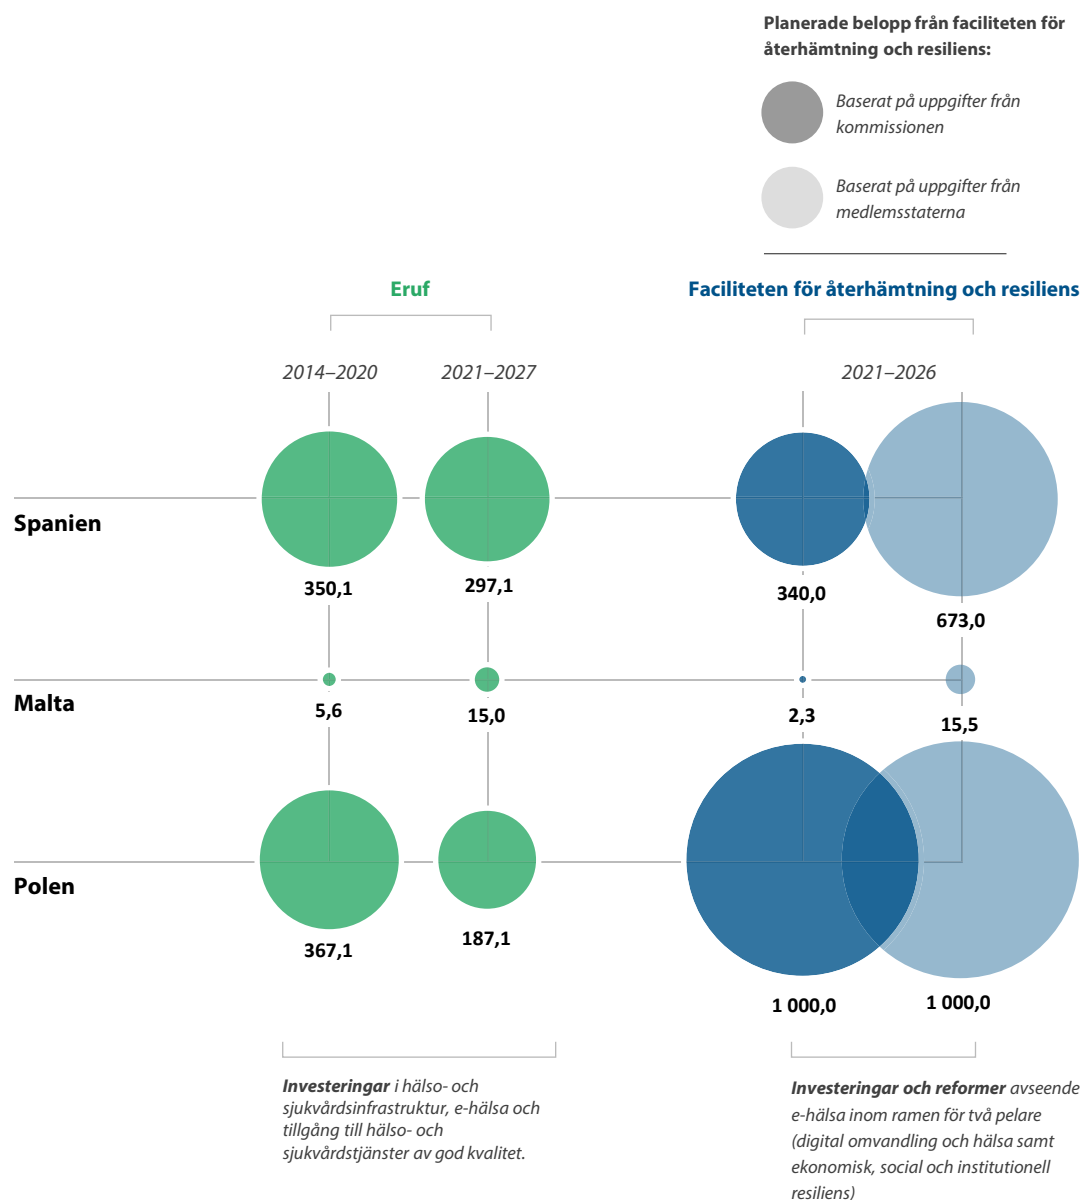 Planerade belopp från faciliteten för
återhämtning och resiliens:
Baserat på uppgifter från
kommissionen
Baserat på uppgifter från
medlemsstaterna
Eruf
Faciliteten för återhämtning och resiliens
2014–2020
2021–2027
2021–2026
Spanien
350,1
297,1
340,0
673,0
Malta
5,6
15,0
2,3
15,5
Polen
367,1
187,1
1 000,0
1 000,0
Investeringar i hälso- och
sjukvårdsinfrastruktur, e-hälsa och
tillgång till hälso- och
sjukvårdstjänster av god kvalitet.
Investeringar och reformer avseende
e-hälsa inom ramen för två pelare
(digital omvandling och hälsa samt
ekonomisk, social och institutionell
resiliens)